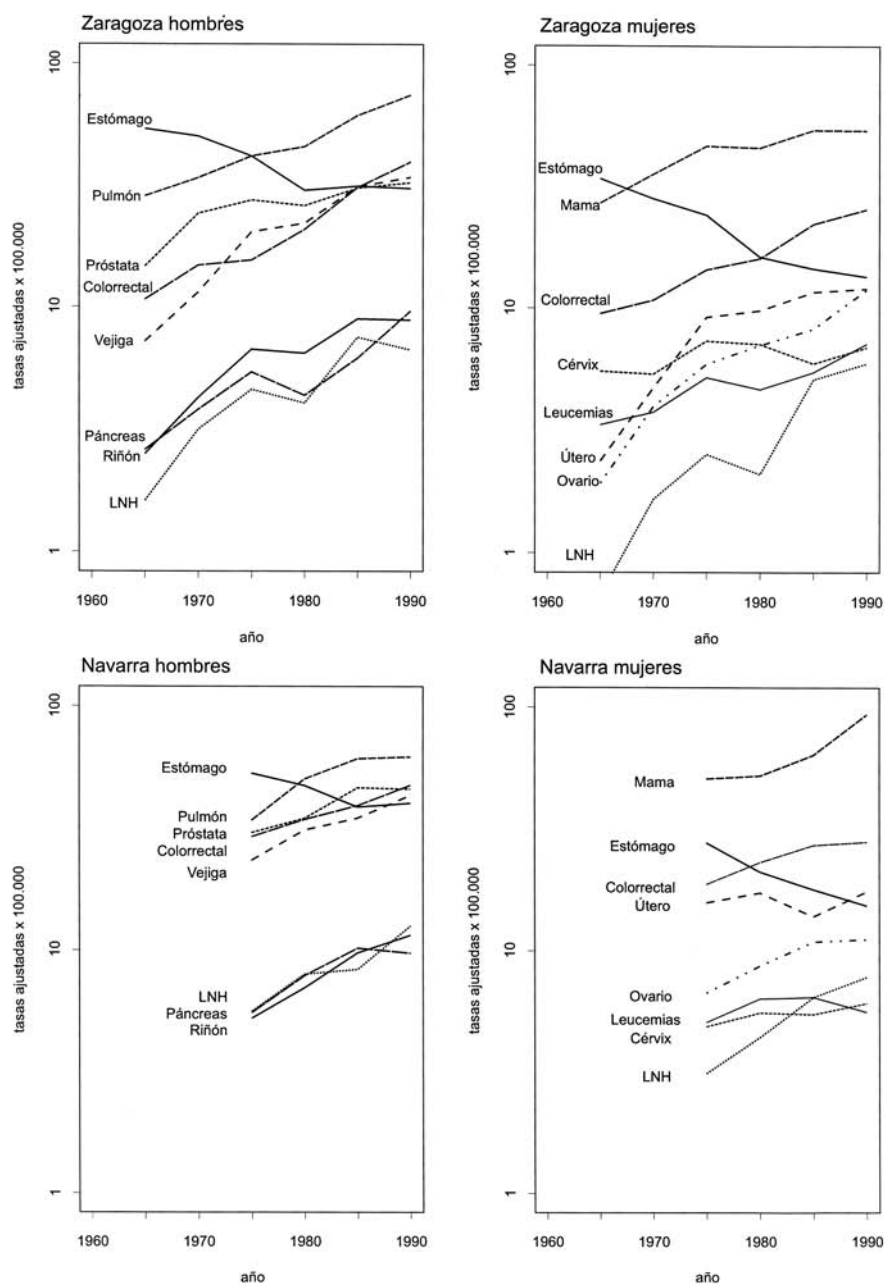 Zaragoza hombres
tasas ajustadas x 100.000
100
10
1
Estómago
Pulmón
Próstata
Colorrectal
Vejiga
Páncreas
Riñón
LNH
1960 1970 1980 1990
año
Zaragoza mujeres
tasas ajustadas x 100.000
100
10
1
Estómago
Mama
Colorrectal
Cérvix
Leucemias
Útero
Ovario
LNH
1960 1970 1980 1990
año
Navarra hombres
tasas ajustadas x 100.000
100
10
1
Estómago
Pulmón
Próstata
Colorrectal
Vejiga
LNH
Páncreas
Riñón
1960 1970 1980 1990
año
Navarra mujeres
tasas ajustadas x 100.000
100
10
1
Mama
Estómago
Colorrectal
Útero
Ovario
Leucemias
Cérvix
LNH
1960 1970 1980 1990
año